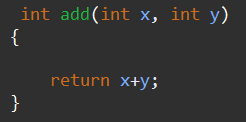 int add(int x, int y)
{
return x+y;
}